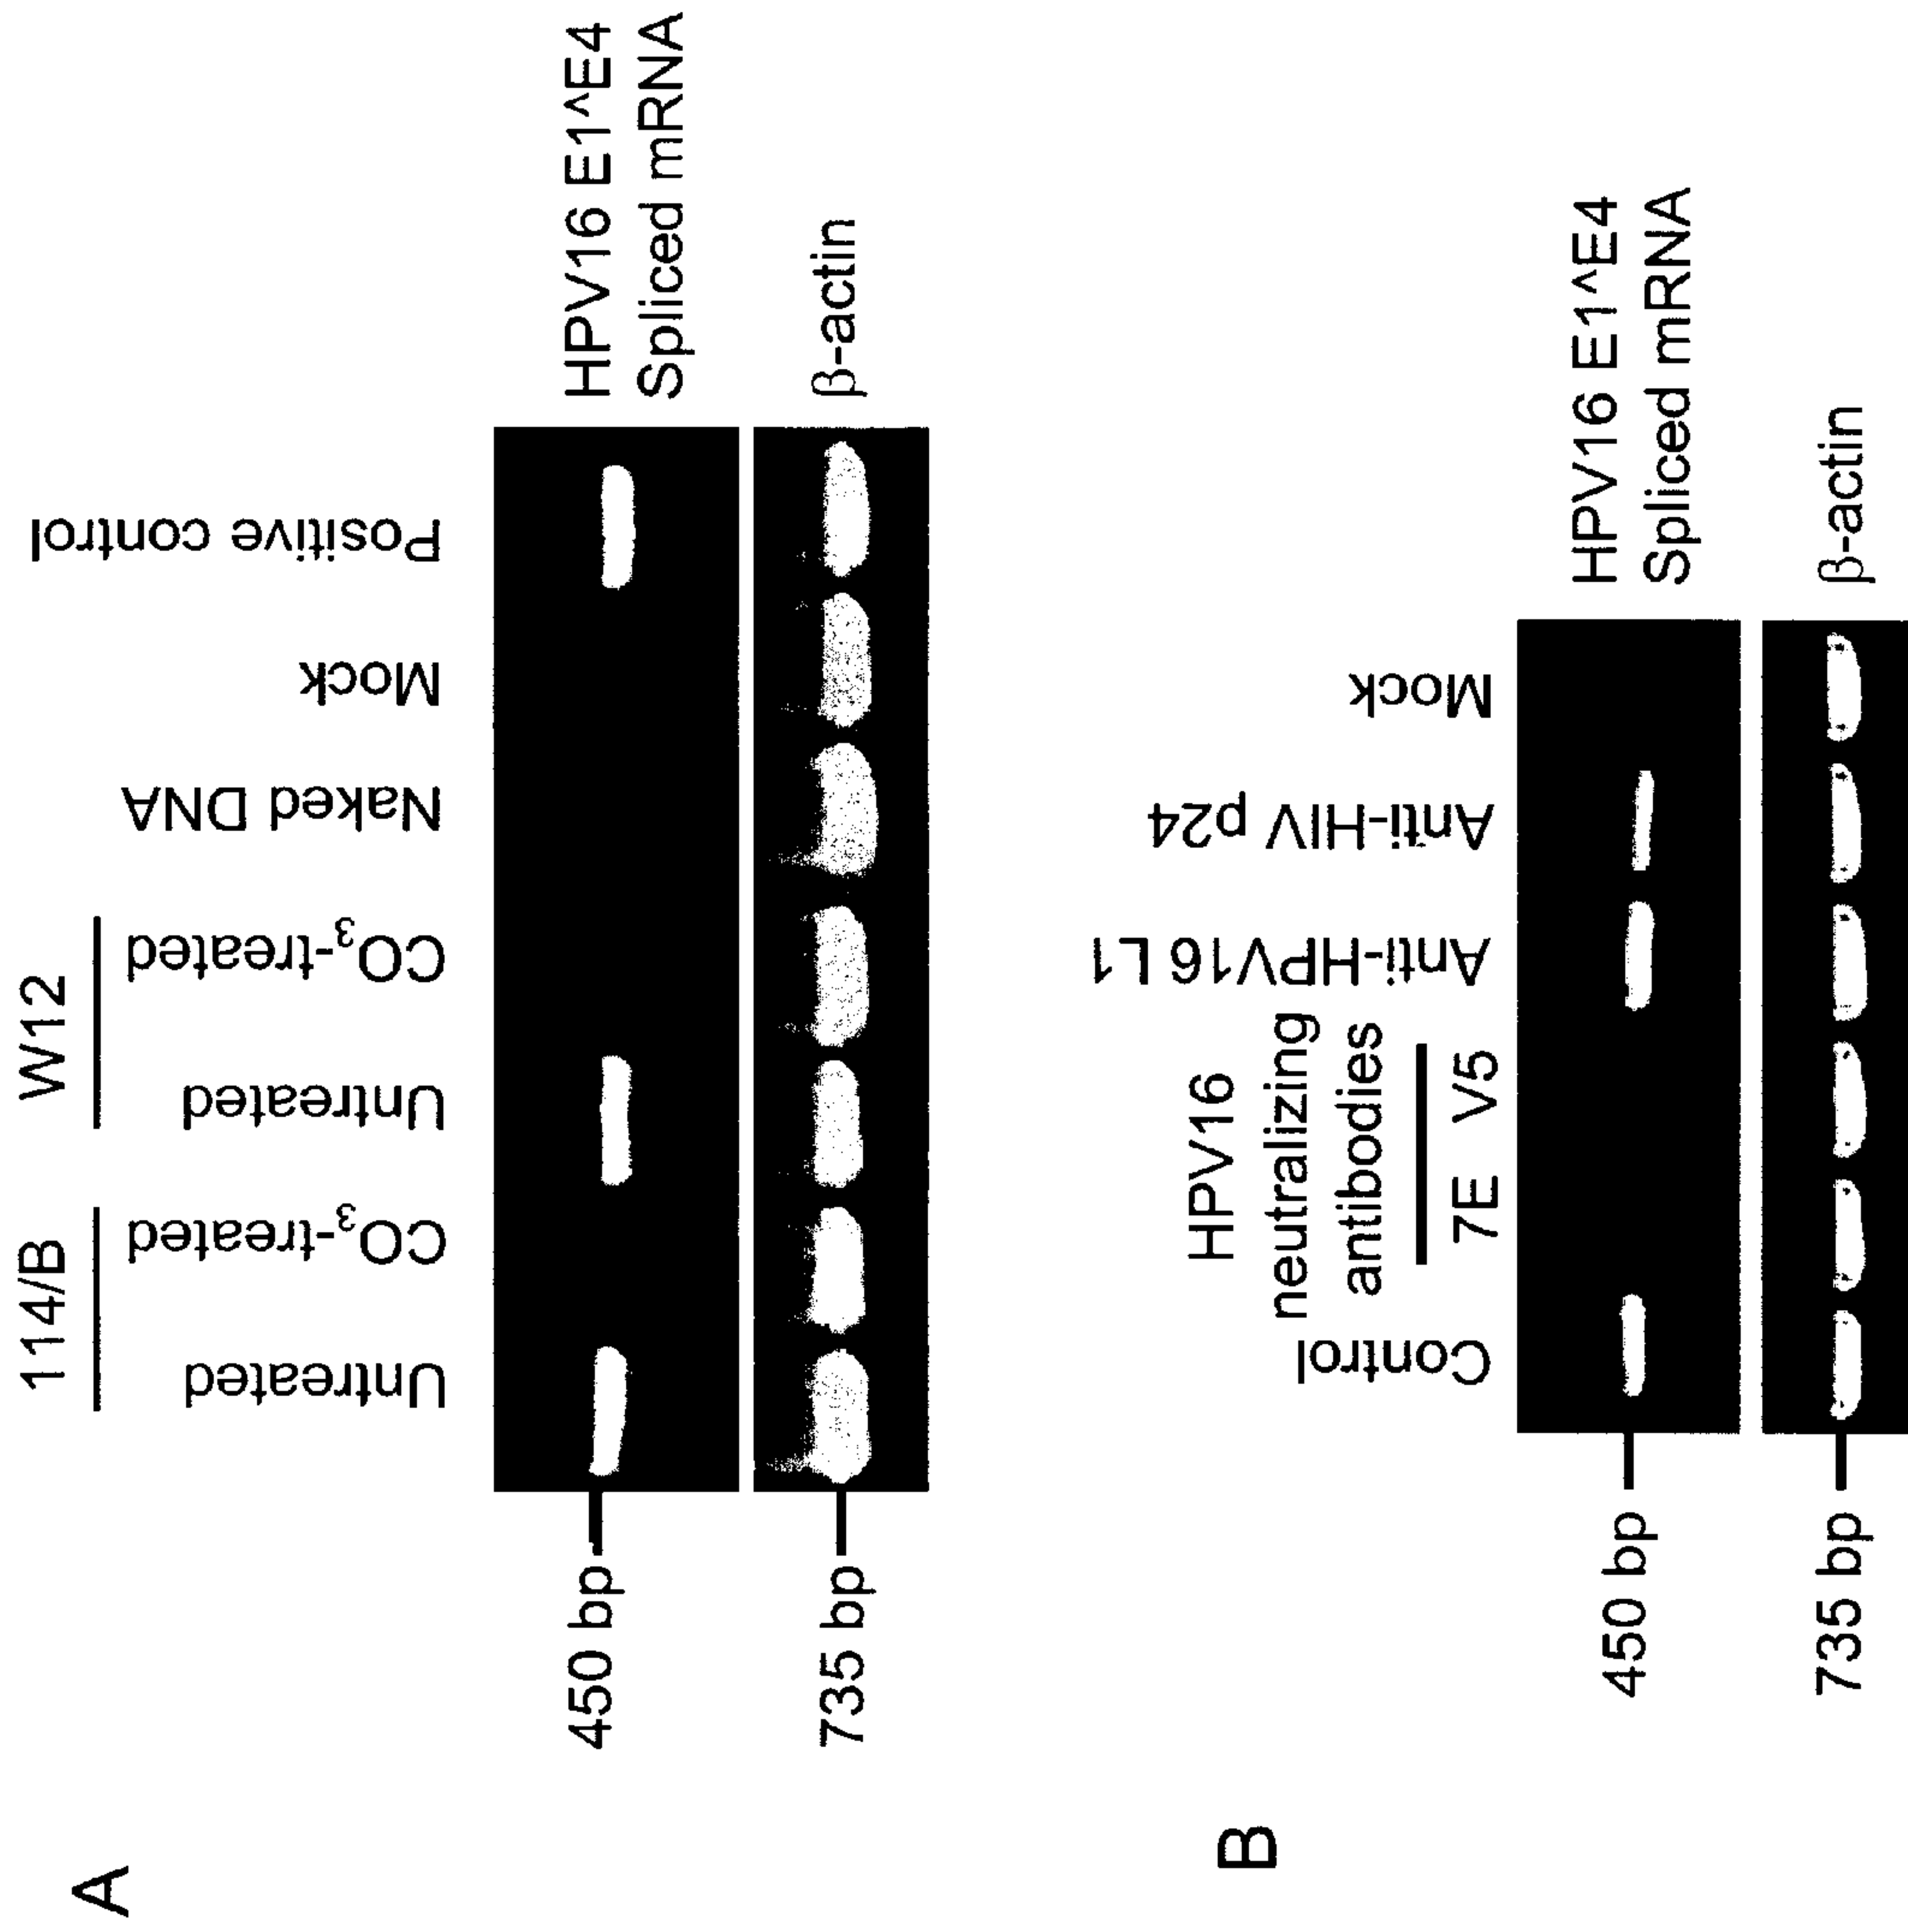 A
114/B
W12
Untreated
CO₃-treated
Untreated
CO₃-treated
Naked DNA
Mock
Positive control
450 bp
HPV16 E1^E4
Spliced mRNA
735 bp
β-actin
B
HPV16
neutralizing
antibodies
Control
7E
V5
Anti-HPV16 L1
Anti-HIV p24
Mock
450 bp
HPV16 E1^E4
Spliced mRNA
735 bp
β-actin